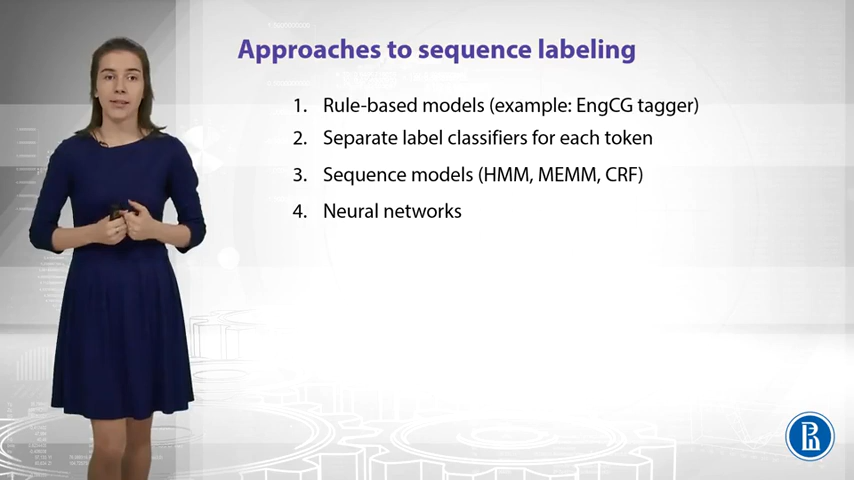 Approaches to sequence labeling
1. Rule-based models (example: EngCG tagger)
2. Separate label classifiers for each token
3. Sequence models (HMM, MEMM, CRF)
4. Neural networks